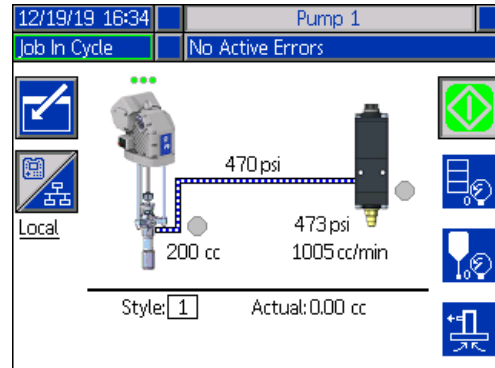 12/19/19 16:34 Pump 1
Job In Cycle No Active Errors
470 psi
Local
473 psi
200 cc 1005 cc/min
Style: 1 Actual: 0.00 cc